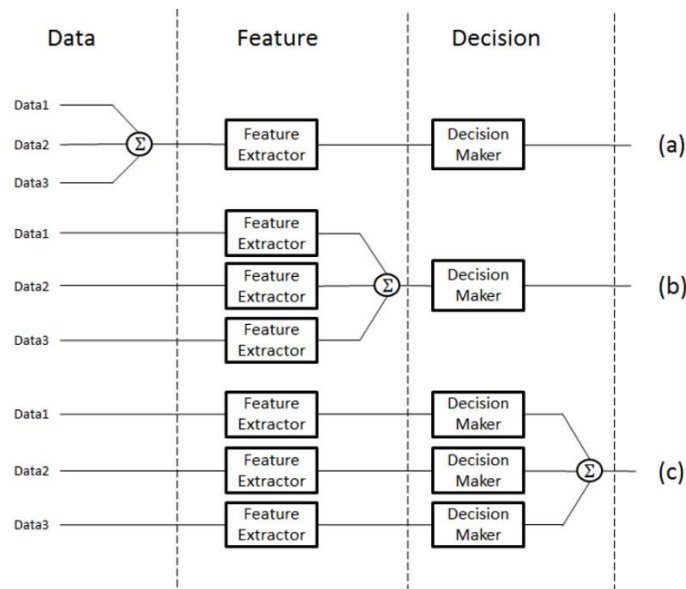 Data Feature Decision
Data1
Data2 Σ Feature Extractor Decision Maker (a)
Data3
Data1 Feature Extractor
Data2 Feature Extractor Σ Decision Maker (b)
Data3 Feature Extractor
Data1 Feature Extractor Decision Maker
Data2 Feature Extractor Decision Maker Σ (c)
Data3 Feature Extractor Decision Maker